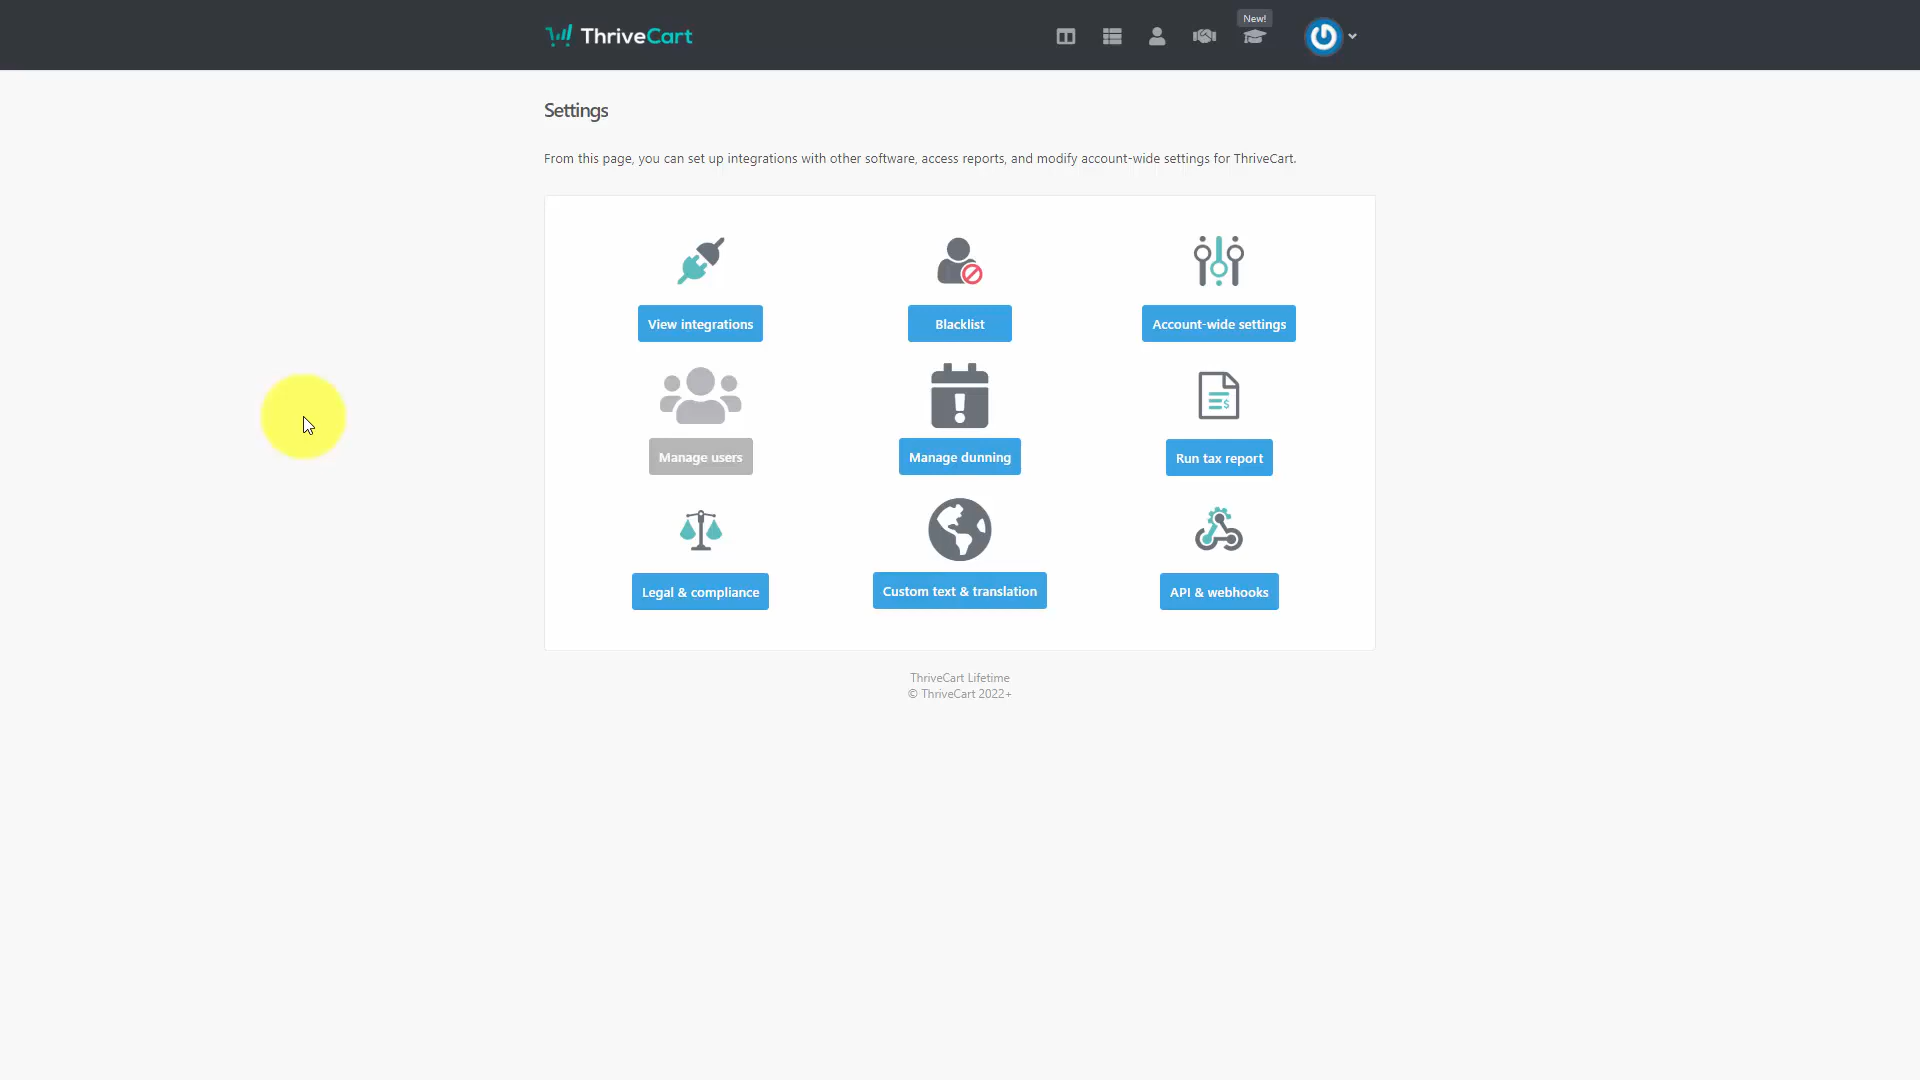 ThriveCart
New!
Settings
From this page, you can set up integrations with other software, access reports, and modify account-wide settings for ThriveCart.
View integrations
Blacklist
Account-wide settings
Manage users
Manage dunning
Run tax report
Legal & compliance
Custom text & translation
API & webhooks
ThriveCart Lifetime
© ThriveCart 2022+